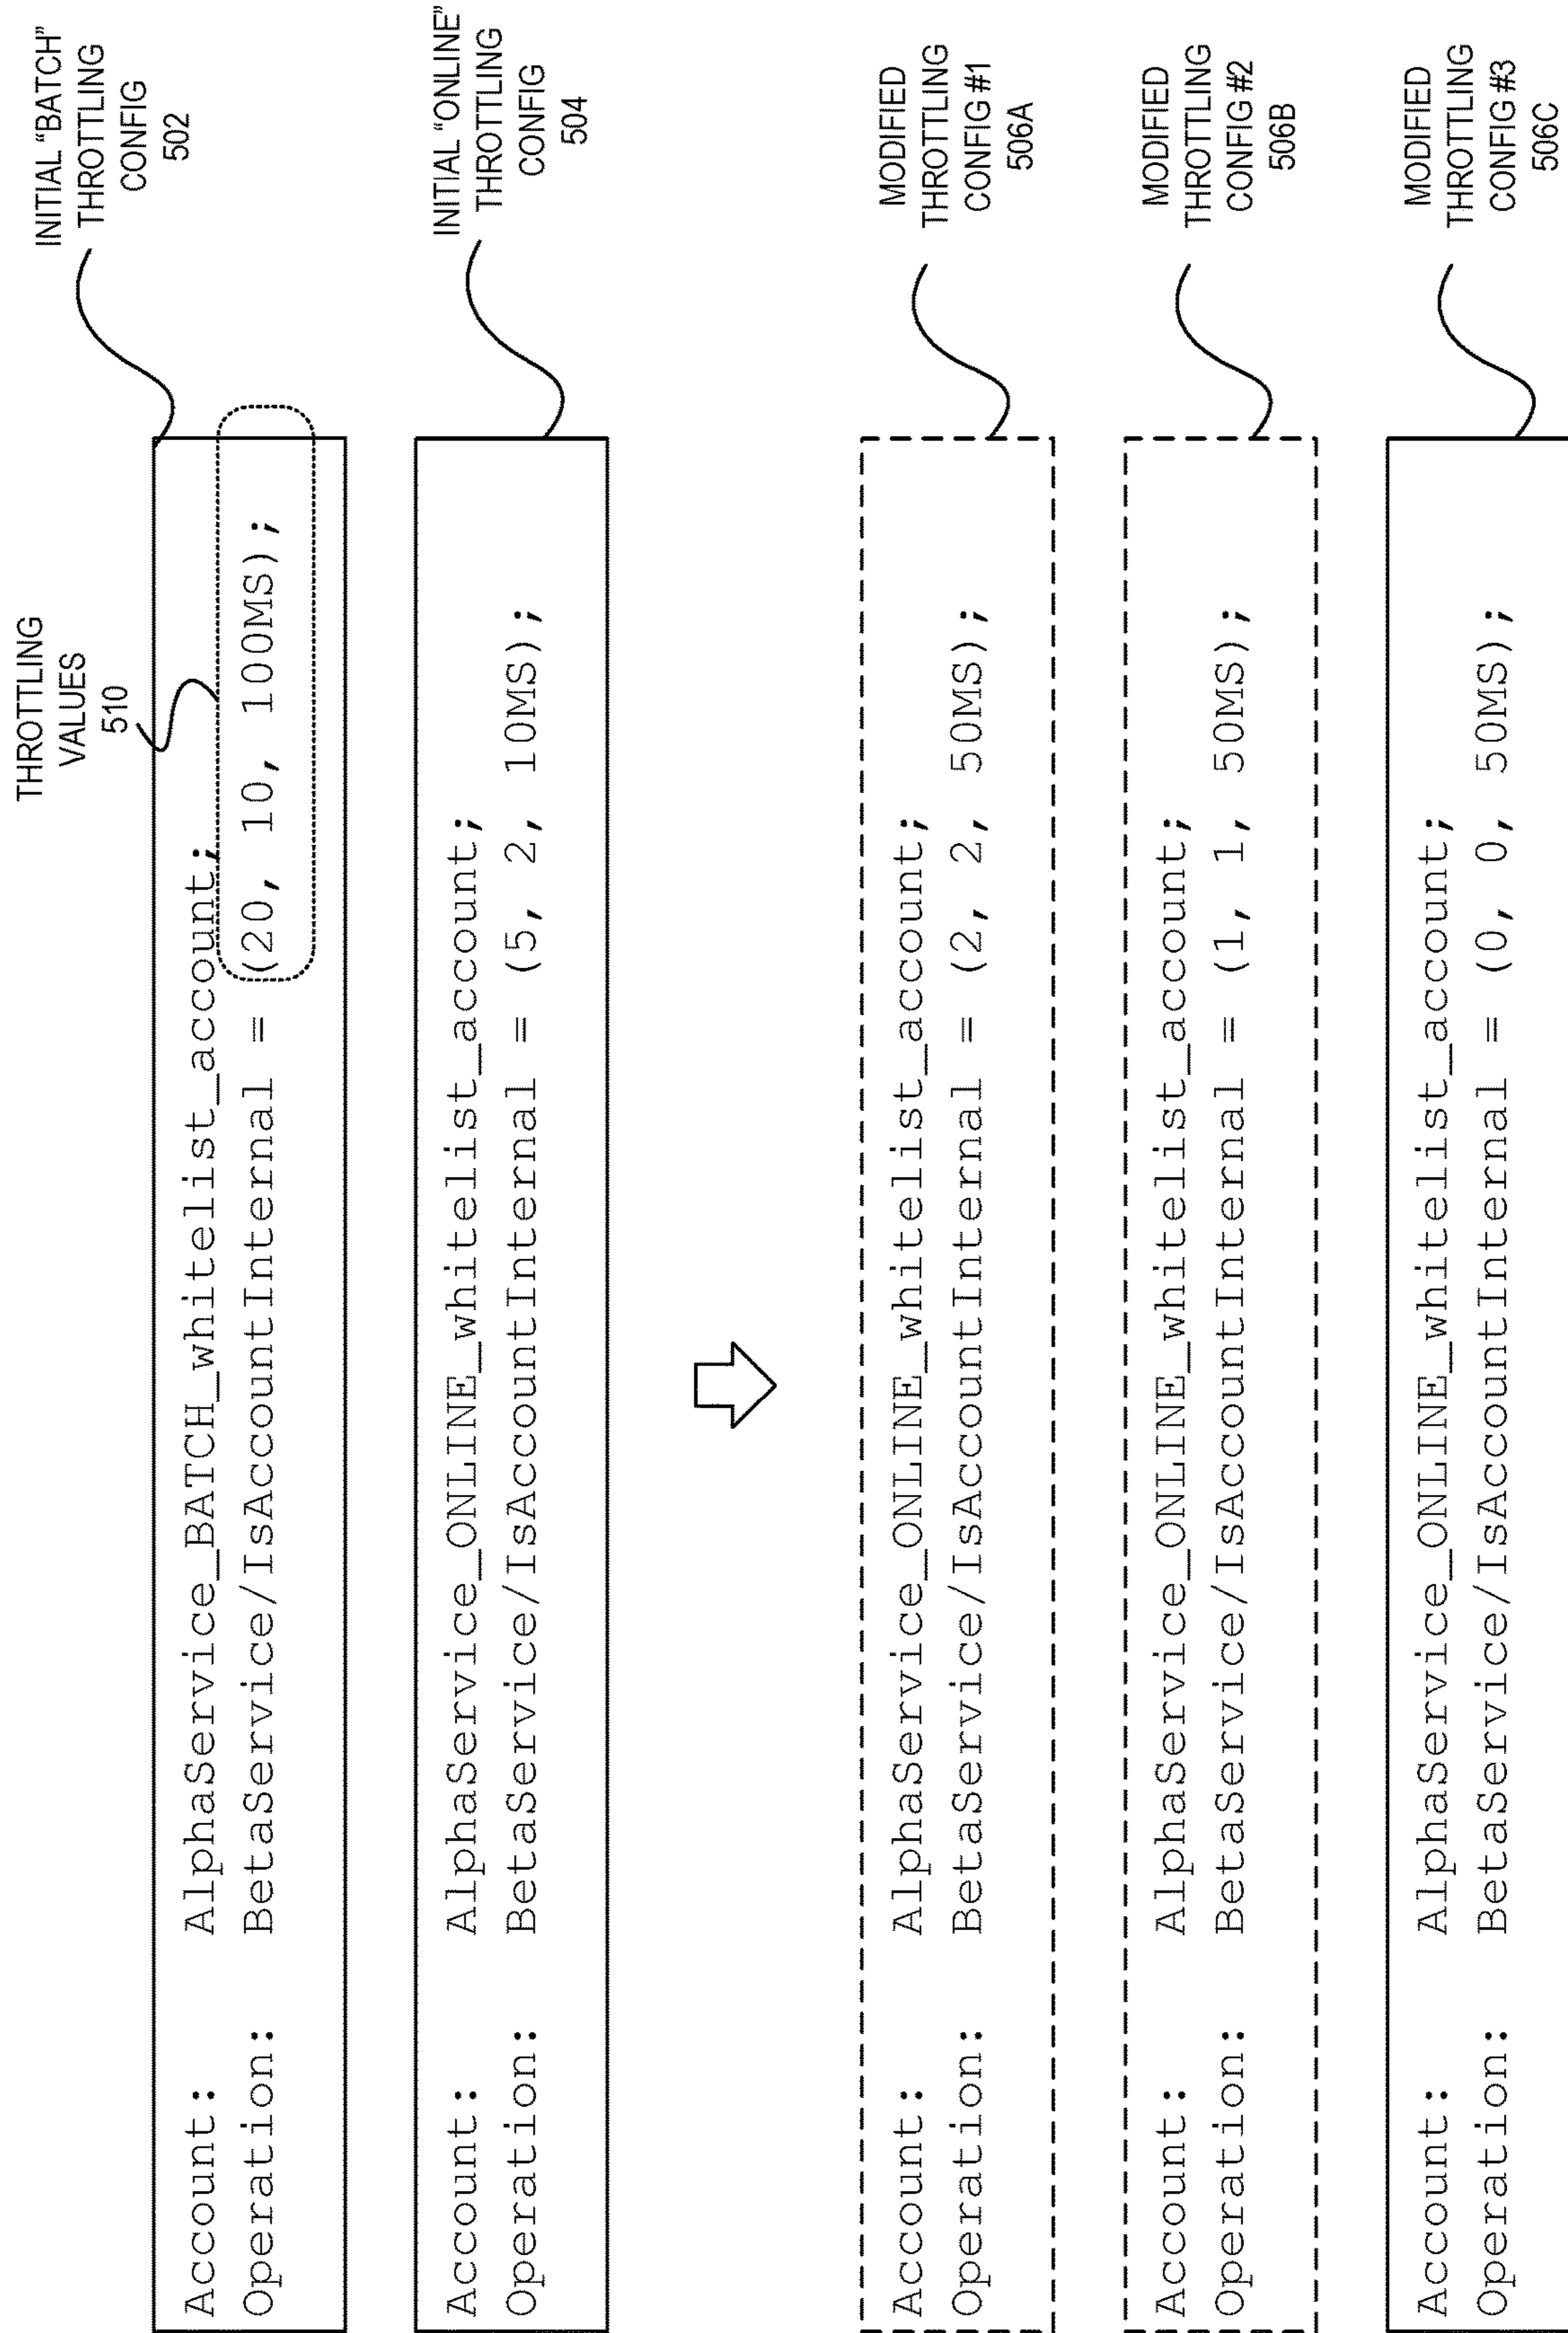 THROTTLING
VALUES
510
INITIAL “BATCH”
THROTTLING
CONFIG
502
Account: AlphaService_BATCH_whitelist_account;
Operation: BetaService/IsAccountInternal = (20, 10, 100MS);
INITIAL “ONLINE”
THROTTLING
CONFIG
504
Account: AlphaService_ONLINE_whitelist_account;
Operation: BetaService/IsAccountInternal = (5, 2, 10MS);
MODIFIED
THROTTLING
CONFIG #1
506A
Account: AlphaService_ONLINE_whitelist_account;
Operation: BetaService/IsAccountInternal = (2, 2, 50MS);
MODIFIED
THROTTLING
CONFIG #2
506B
Account: AlphaService_ONLINE_whitelist_account;
Operation: BetaService/IsAccountInternal = (1, 1, 50MS);
MODIFIED
THROTTLING
CONFIG #3
506C
Account: AlphaService_ONLINE_whitelist_account;
Operation: BetaService/IsAccountInternal = (0, 0, 50MS);